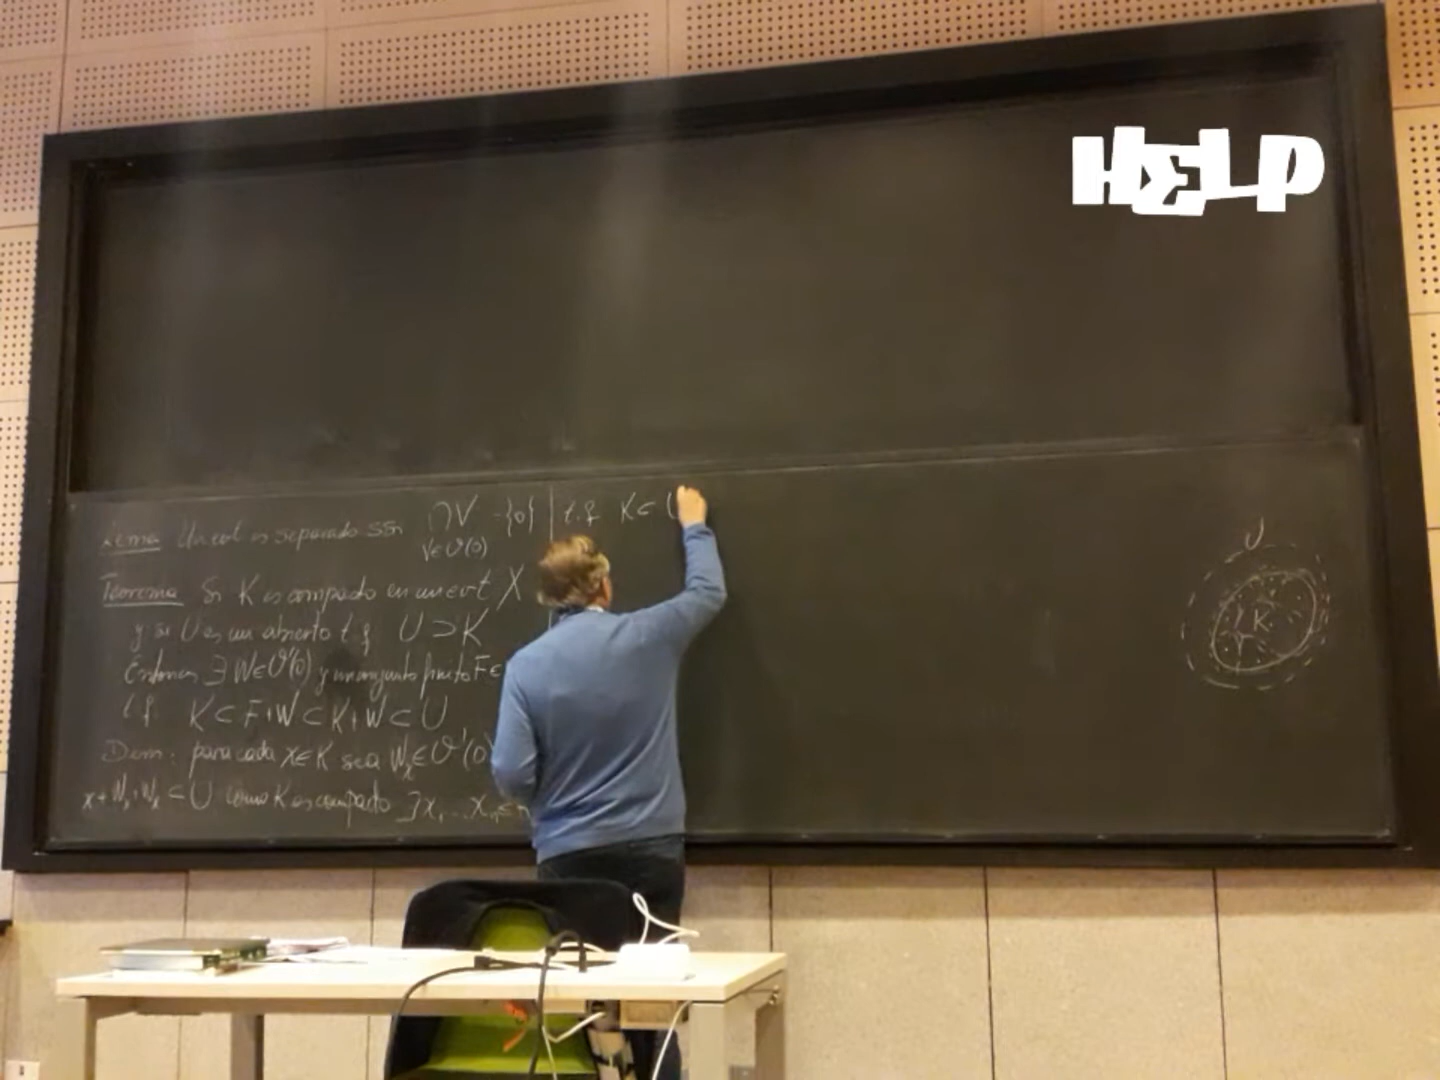 HELP
Lema Un evt es separado ssi ∩V = {0}
V∈𝒱(0)
Teorema Si K es compacto en un evt X
y si U es un abierto t.q. U ⊃ K
Entonces ∃ W∈𝒱(0) y un conjunto finito F⊂
t.q. K ⊂ F+W ⊂ K+W ⊂ U
Dem: para cada x∈K sea Wₓ∈𝒱(0)
x+Wₓ+Wₓ ⊂ U como K es compacto ∃x₁...xₙ∈
t.q. K ⊂ U
U
K